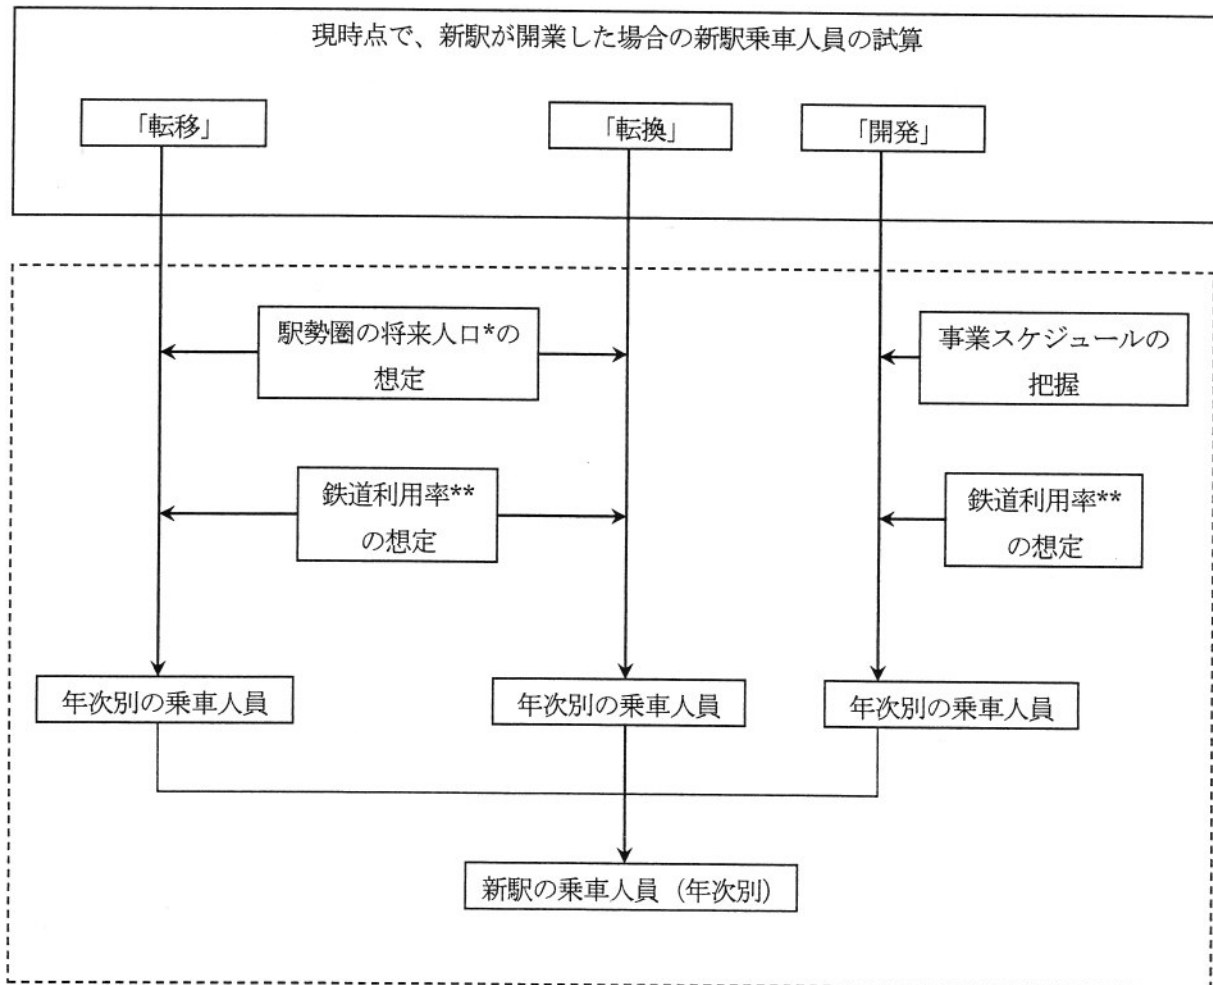 現時点で、新駅が開業した場合の新駅乗車人員の試算
「転移」
「転換」
「開発」
駅勢圏の将来人口*の
想定
事業スケジュールの
把握
鉄道利用率**
の想定
鉄道利用率**
の想定
年次別の乗車人員
年次別の乗車人員
年次別の乗車人員
新駅の乗車人員（年次別）